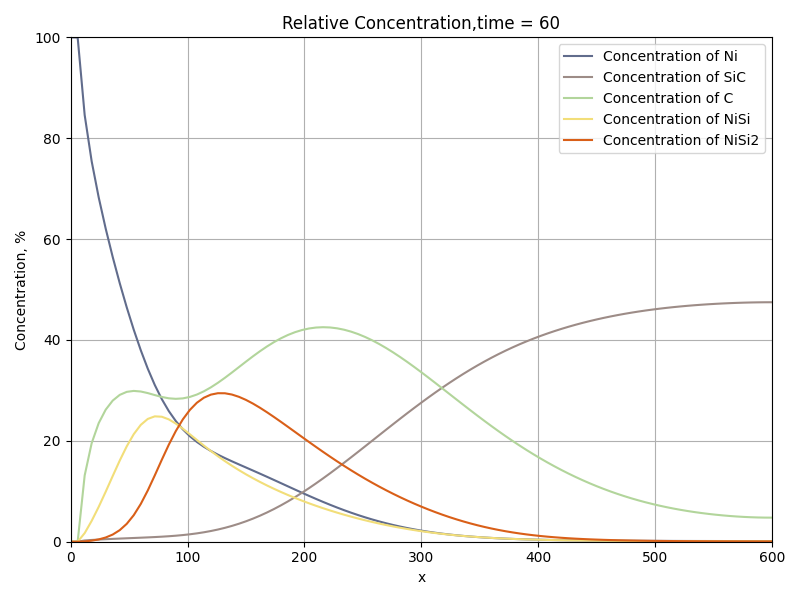 Relative Concentration,time = 60
Concentration, %
100
80
60
40
20
0
Concentration of Ni
Concentration of SiC
Concentration of C
Concentration of NiSi
Concentration of NiSi2
0
100
200
300
400
500
600
x